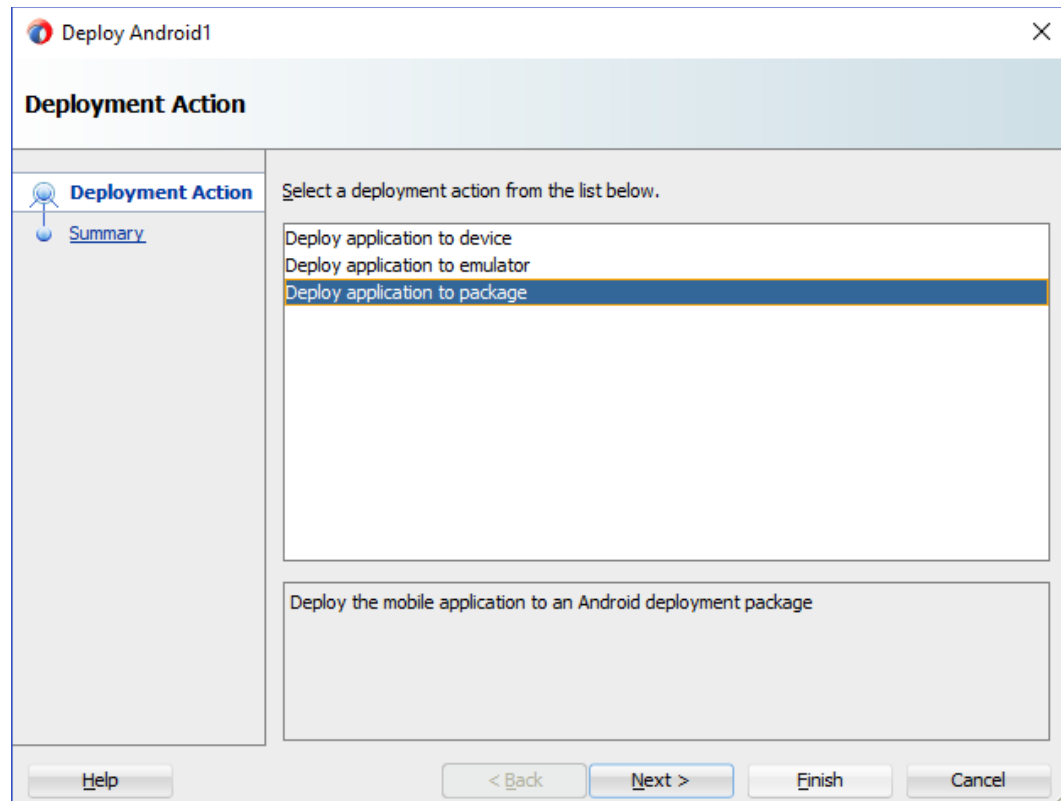 Deploy Android1
Deployment Action
Deployment Action
Summary
Select a deployment action from the list below.
Deploy application to device
Deploy application to emulator
Deploy application to package
Deploy the mobile application to an Android deployment package
Help
< Back
Next >
Finish
Cancel